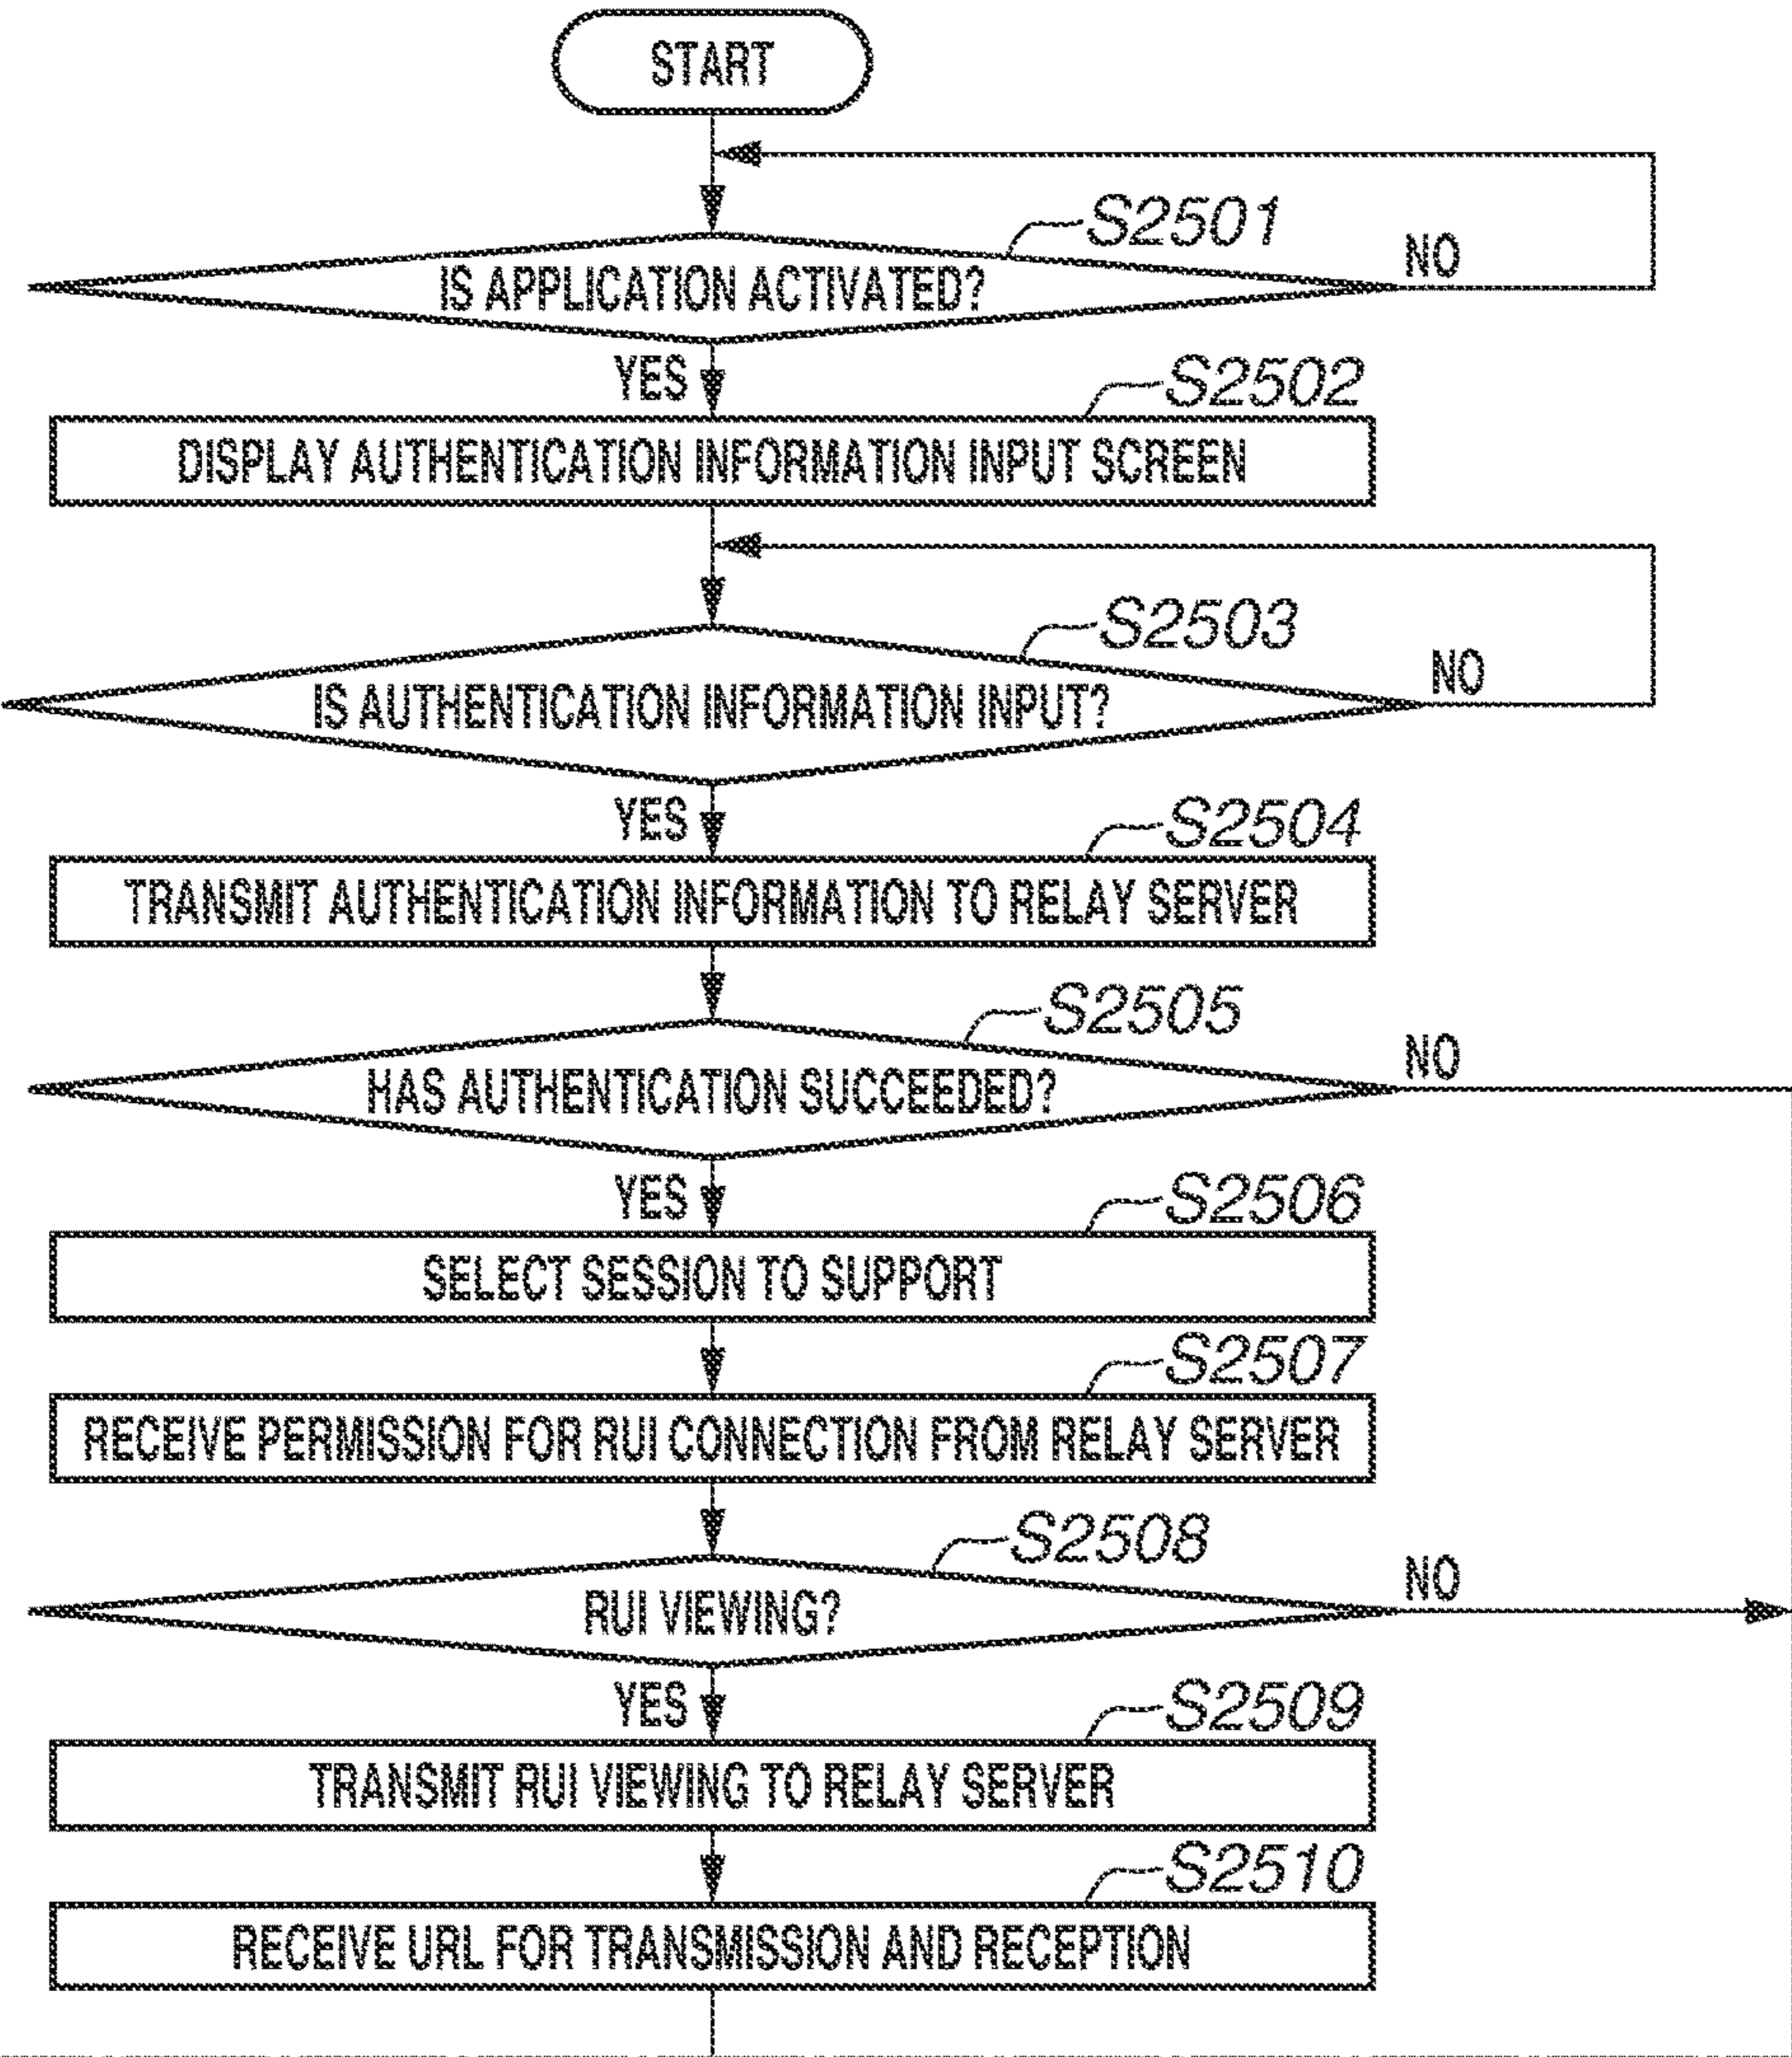 START
S2501
IS APPLICATION ACTIVATED?
NO
YES
S2502
DISPLAY AUTHENTICATION INFORMATION INPUT SCREEN
S2503
IS AUTHENTICATION INFORMATION INPUT?
NO
YES
S2504
TRANSMIT AUTHENTICATION INFORMATION TO RELAY SERVER
S2505
HAS AUTHENTICATION SUCCEEDED?
NO
YES
S2506
SELECT SESSION TO SUPPORT
S2507
RECEIVE PERMISSION FOR RUI CONNECTION FROM RELAY SERVER
S2508
RUI VIEWING?
NO
YES
S2509
TRANSMIT RUI VIEWING TO RELAY SERVER
S2510
RECEIVE URL FOR TRANSMISSION AND RECEPTION